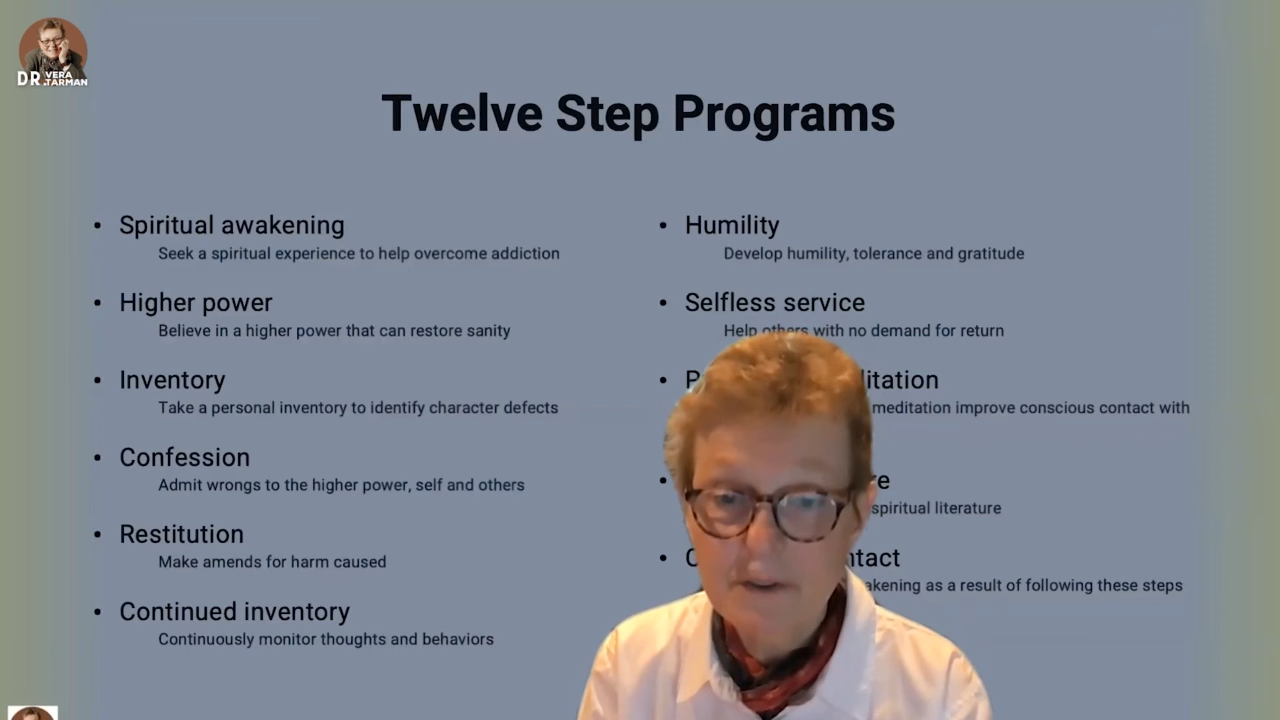 DR.
VERA
TARMAN
Twelve Step Programs
• Spiritual awakening
Seek a spiritual experience to help overcome addiction
• Higher power
Believe in a higher power that can restore sanity
• Inventory
Take a personal inventory to identify character defects
• Confession
Admit wrongs to the higher power, self and others
• Restitution
Make amends for harm caused
• Continued inventory
Continuously monitor thoughts and behaviors
• Humility
Develop humility, tolerance and gratitude
• Selfless service
Help others with no demand for return
•
meditation improve conscious contact with
•
spiritual literature
•
as a result of following these steps